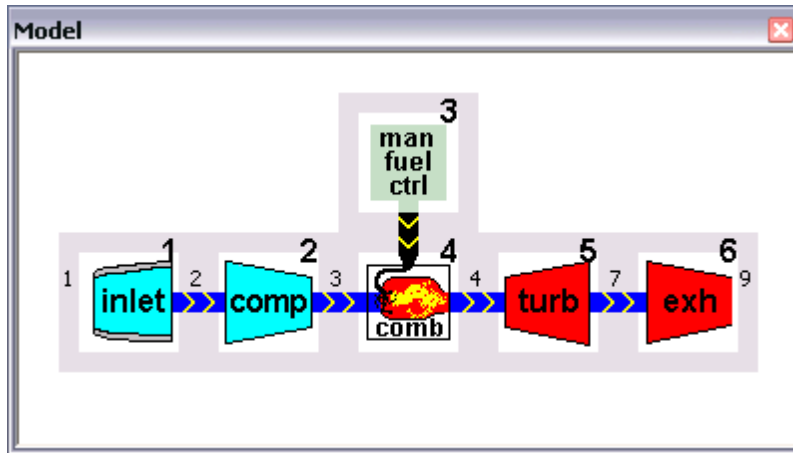 Model
3
man
fuel
ctrl
1 2 4 5 6
1 inlet 2 comp 3 comb 4 turb 7 exh 9